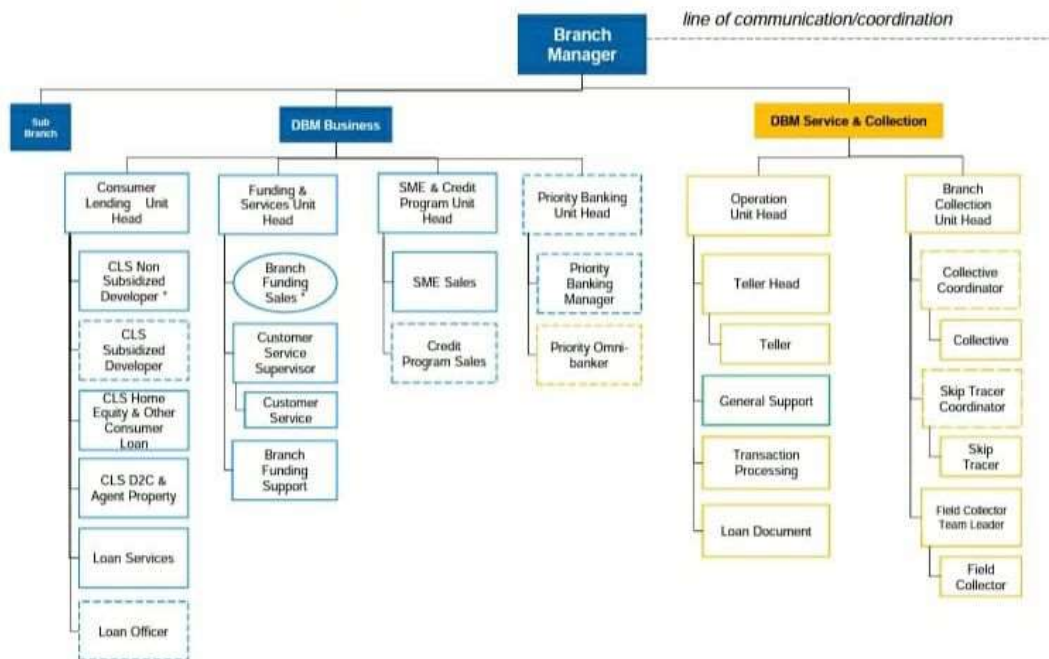 line of communication/coordination
Branch
Manager
Sub
Branch
DBM Business
DBM Service & Collection
Consumer
Lending Unit
Head
Funding &
Services Unit
Head
SME & Credit
Program Unit
Head
Priority Banking
Unit Head
Operation
Unit Head
Branch
Collection
Unit Head
CLS Non
Subsidized
Developer *
CLS
Subsidized
Developer
CLS Home
Equity & Other
Consumer
Loan
CLS D2C &
Agent Property
Loan Services
Loan Officer
Branch
Funding
Sales *
Customer
Service
Supervisor
Customer
Service
Branch
Funding
Support
SME Sales
Credit
Program Sales
Priority
Banking
Manager
Priority Omni-
banker
Teller Head
Teller
General Support
Transaction
Processing
Loan Document
Collective
Coordinator
Collective
Skip Tracer
Coordinator
Skip
Tracer
Field Collector
Team Leader
Field
Collector